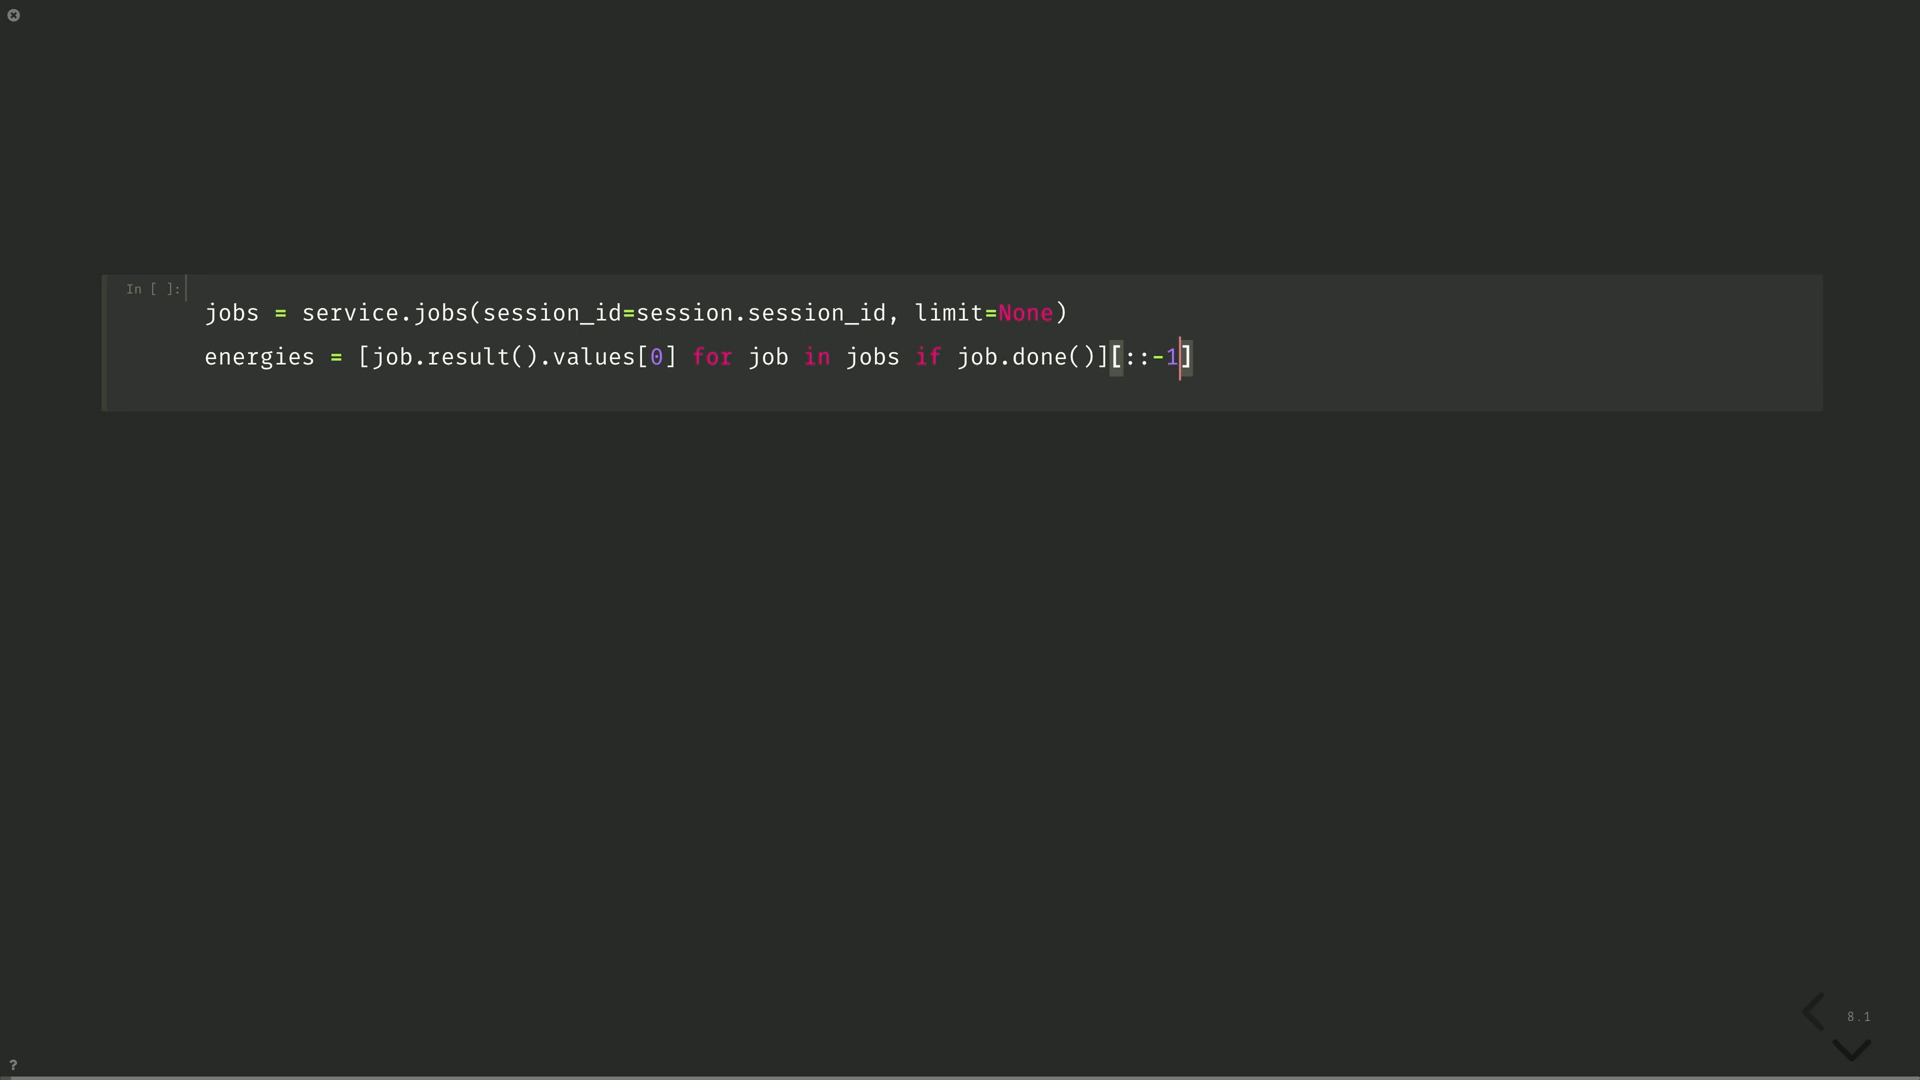 In [ ]:
jobs = service.jobs(session_id=session.session_id, limit=None)
energies = [job.result().values[0] for job in jobs if job.done()][::-1]
8.1
?